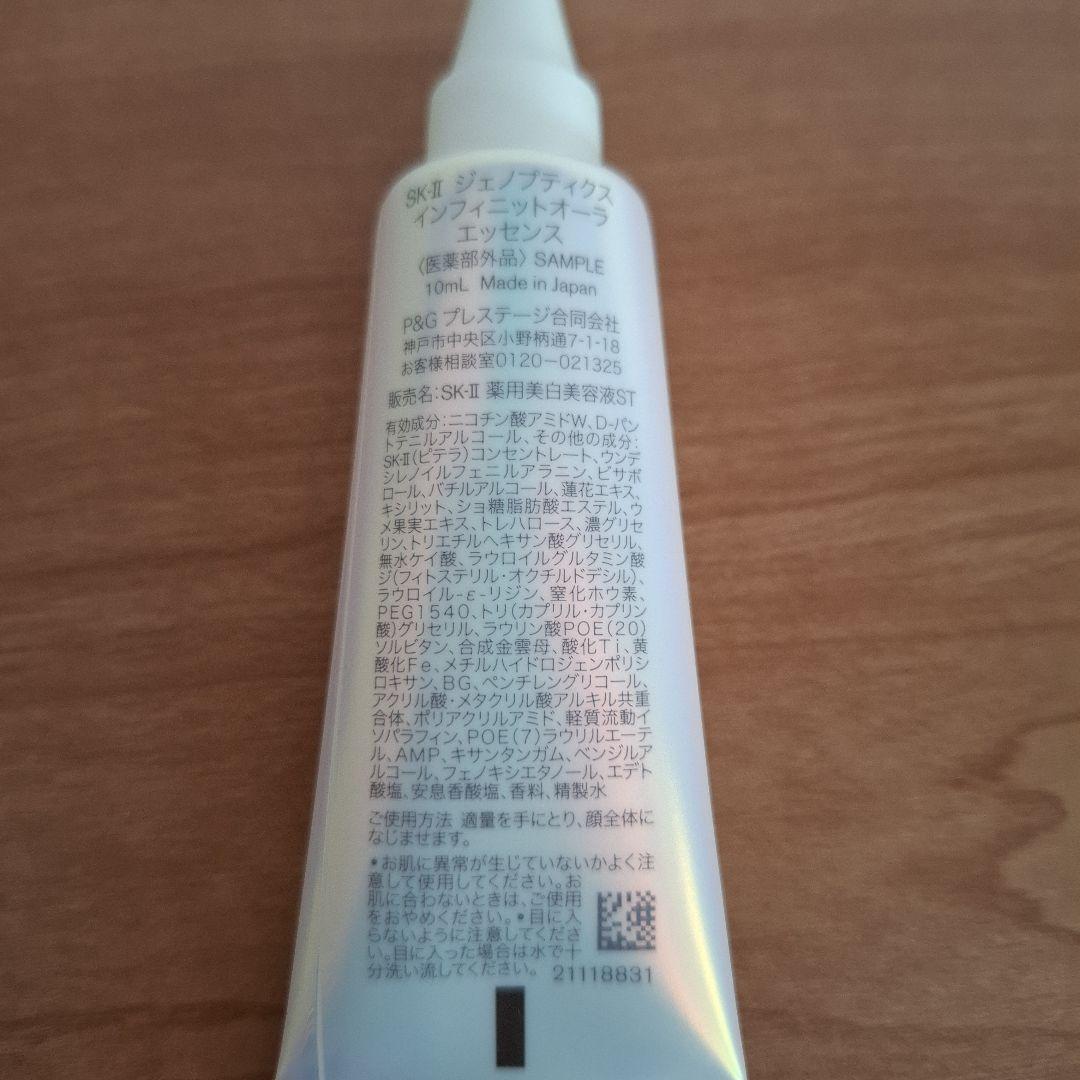 SK-Ⅱ ジェノプティクス
インフィニットオーラ
エッセンス
〈医薬部外品〉 SAMPLE
10mL Made in Japan
P&G プレステージ合同会社
神戸市中央区小野柄通7-1-18
お客様相談室0120-021325
販売名:SK-Ⅱ 薬用美白美容液ST
有効成分:ニコチン酸アミドW、D-パン
トテニルアルコール、その他の成分:
SK-Ⅱ(ピテラ)コンセントレート、ウンデ
シレノイルフェニルアラニン、ビサボ
ロール、バチルアルコール、蓮花エキス、
キシリット、ショ糖脂肪酸エステル、ウ
メ果実エキス、トレハロース、濃グリセ
リン、トリエチルヘキサン酸グリセリル、
無水ケイ酸、ラウロイルグルタミン酸
ジ(フィトステリル・オクチルドデシル)、
ラウロイル-ε-リジン、窒化ホウ素、
PEG1540、トリ(カプリル・カプリン
酸)グリセリル、ラウリン酸POE(20)
ソルビタン、合成金雲母、酸化Ti、黄
酸化Fe、メチルハイドロジェンポリシ
ロキサン、BG、ペンチレングリコール、
アクリル酸・メタクリル酸アルキル共重
合体、ポリアクリルアミド、軽質流動イ
ソパラフィン、POE(7)ラウリルエーテ
ル、AMP、キサンタンガム、ベンジルア
ルコール、フェノキシエタノール、エデト
酸塩、安息香酸塩、香料、精製水
ご使用方法 適量を手にとり、顔全体に
なじませます。
•お肌に異常が生じていないかよく注
意して使用してください。お
肌に合わないときは、ご使用
をおやめください。•目に入
らないように注意してくださ
い。目に入った場合は水で十
分洗い流してください。 21118831